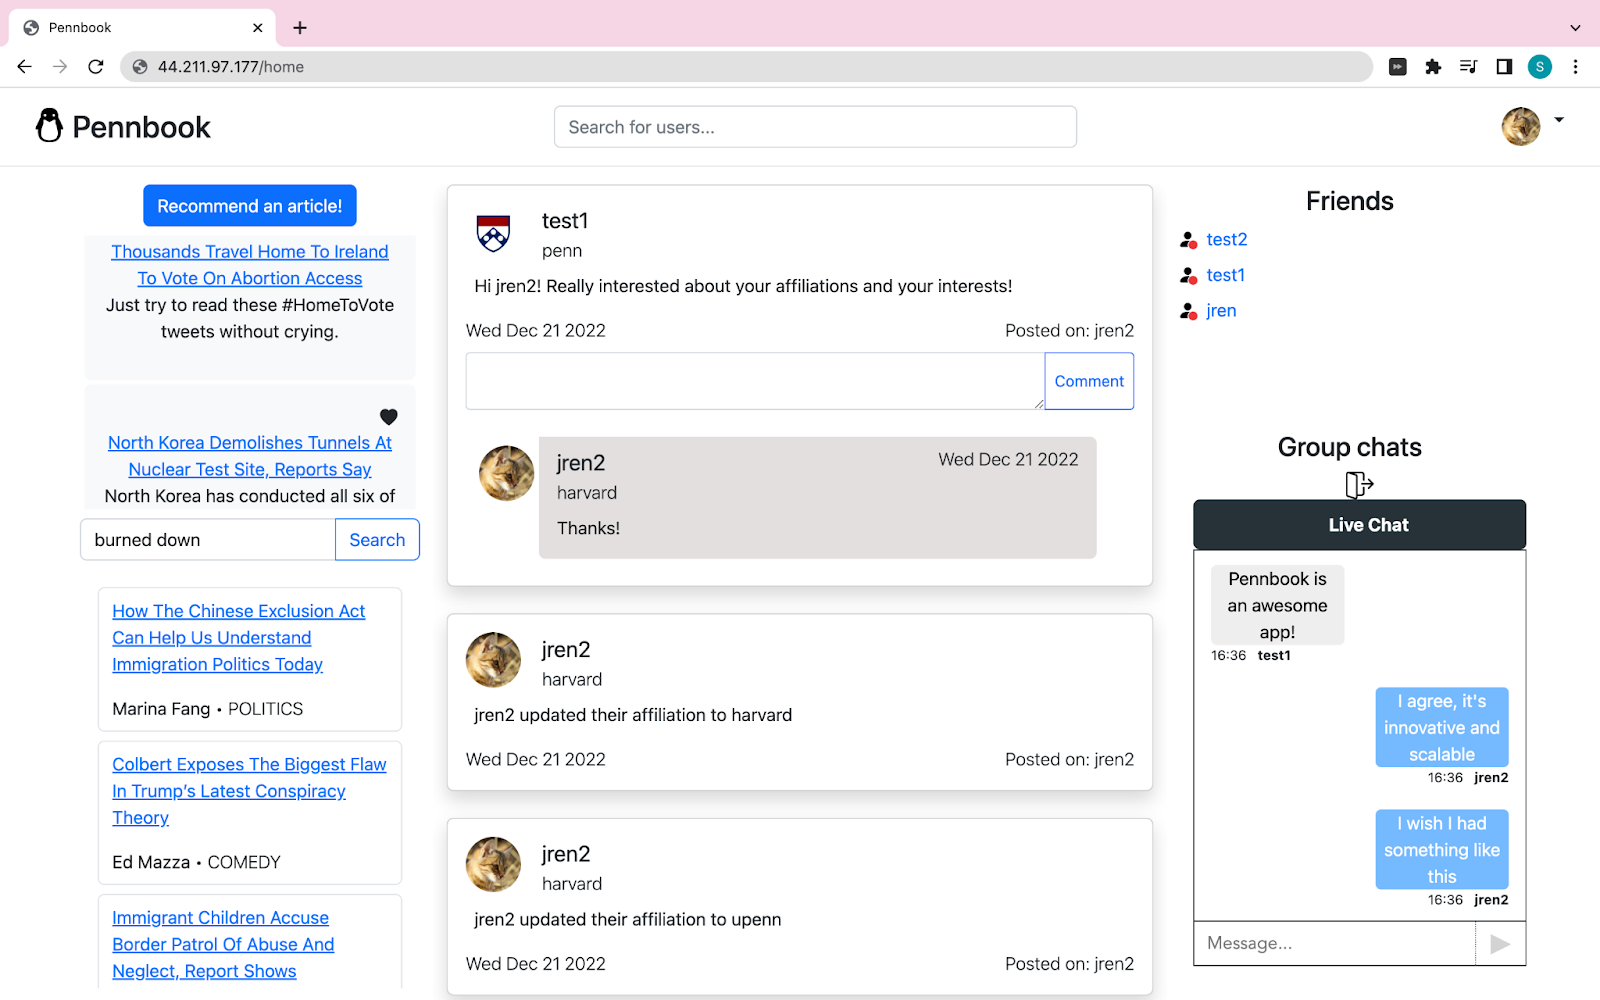 Pennbook
44.211.97.177/home
S
Pennbook
Search for users...
Recommend an article!
Thousands Travel Home To Ireland
To Vote On Abortion Access
Just try to read these #HomeToVote
tweets without crying.
North Korea Demolishes Tunnels At
Nuclear Test Site, Reports Say
North Korea has conducted all six of
burned down
Search
How The Chinese Exclusion Act
Can Help Us Understand
Immigration Politics Today
Marina Fang • POLITICS
Colbert Exposes The Biggest Flaw
In Trump’s Latest Conspiracy
Theory
Ed Mazza • COMEDY
Immigrant Children Accuse
Border Patrol Of Abuse And
Neglect, Report Shows
test1
penn
Hi jren2! Really interested about your affiliations and your interests!
Wed Dec 21 2022
Posted on: jren2
Comment
jren2
Wed Dec 21 2022
harvard
Thanks!
jren2
harvard
jren2 updated their affiliation to harvard
Wed Dec 21 2022
Posted on: jren2
jren2
harvard
jren2 updated their affiliation to upenn
Wed Dec 21 2022
Posted on: jren2
Friends
test2
test1
jren
Group chats
Live Chat
Pennbook is
an awesome
app!
16:36 test1
I agree, it's
innovative and
scalable
16:36 jren2
I wish I had
something like
this
16:36 jren2
Message...